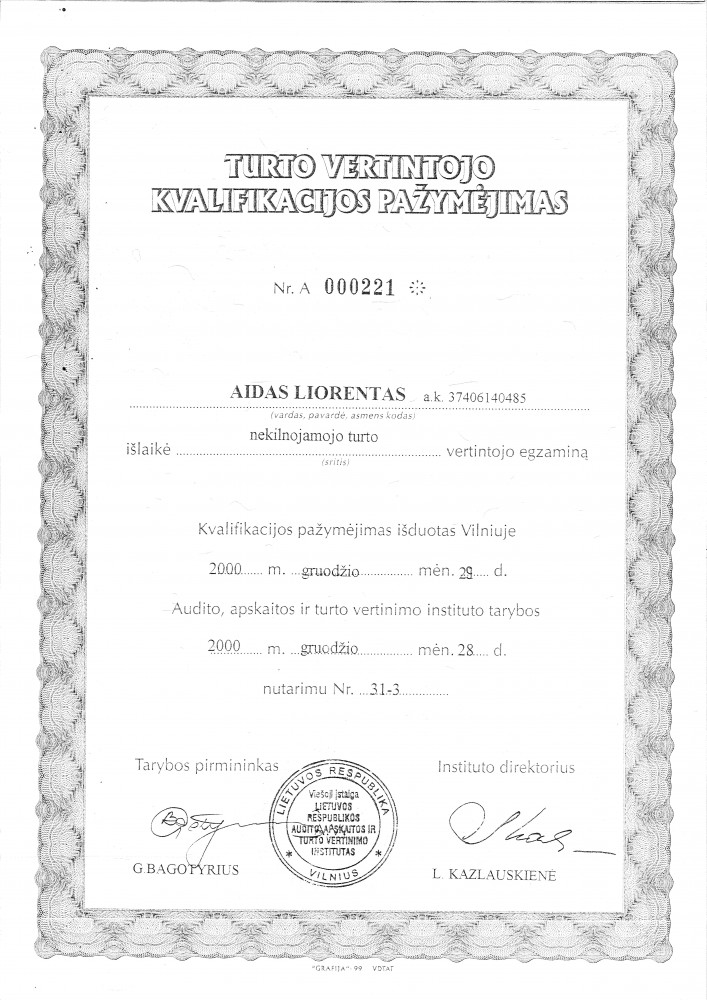 TURTO VERTINTOJO
KVALIFIKACIJOS PAŽYMĖJIMAS
Nr. A 000221
AIDAS LIORENTAS a.k. 37406140485
(vardas, pavardė, asmens kodas)
nekilnojamojo turto
išlaikė ........ vertintojo egzaminą
(sritis)
Kvalifikacijos pažymėjimas išduotas Vilniuje
2000 m. gruodžio mėn. 29 d.
Audito, apskaitos ir turto vertinimo instituto tarybos
2000 m. gruodžio mėn. 28 d.
nutarimu Nr. 31-3
Tarybos pirmininkas
Instituto direktorius
LIETUVOS RESPUBLIKA
Viešoji įstaiga
LIETUVOS
RESPUBLIKOS
AUDITO, APSKAITOS IR
TURTO VERTINIMO
INSTITUTAS
* VILNIUS *
G.BAGOTYRIUS
L. KAZLAUSKIENĖ
"GRAFIJA"-99 VDTAT